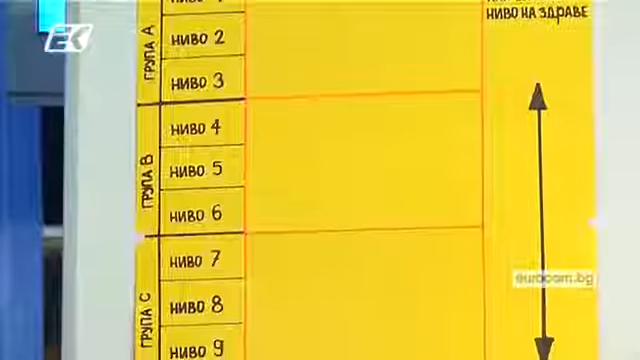 НИВО НА ЗДРАВЕ
ГРУПА А
НИВО 2
НИВО 3
ГРУПА В
НИВО 4
НИВО 5
НИВО 6
ГРУПА С
НИВО 7
НИВО 8
НИВО 9
eurocom.bg